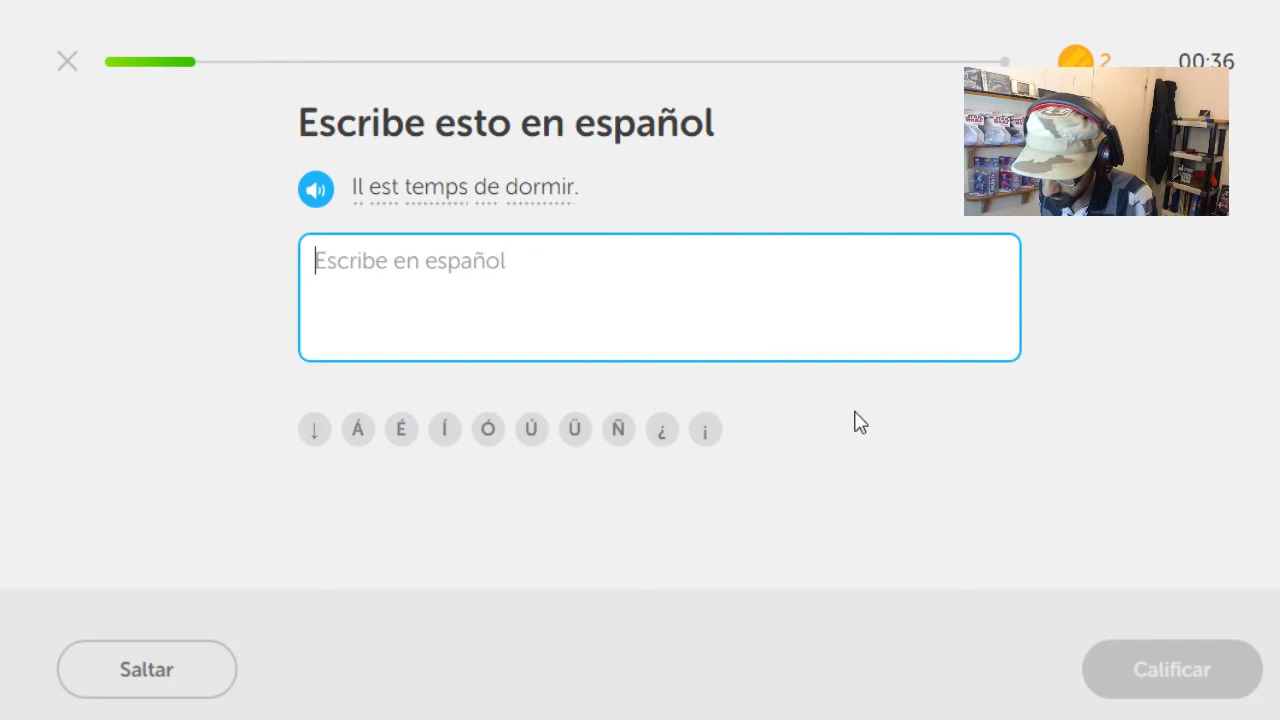 2
00:36
Escribe esto en español
Il est temps de dormir.
Escribe en español
↓ Á É Í Ó Ú Ü Ñ ¿ ¡
Saltar
Calificar